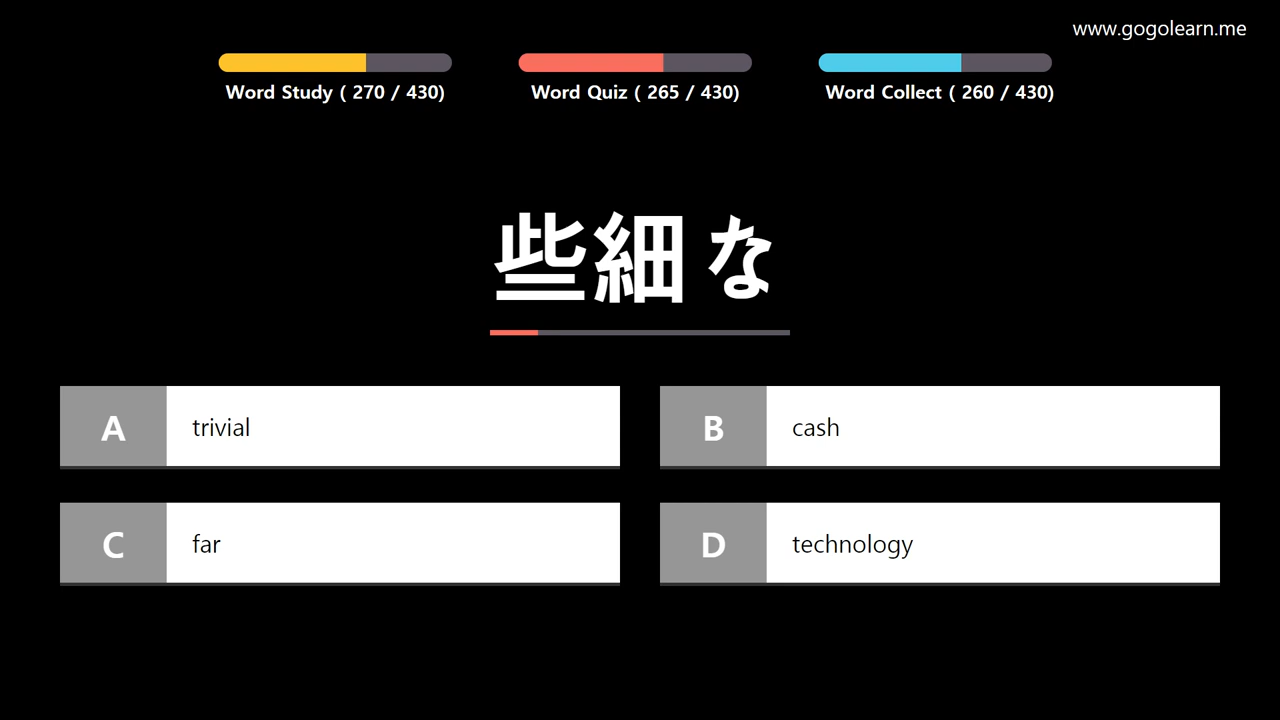 www.gogolearn.me
Word Study ( 270 / 430)
Word Quiz ( 265 / 430)
Word Collect ( 260 / 430)
些細な
A trivial
B cash
C far
D technology